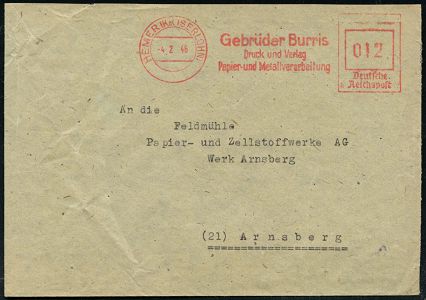 HEMER (KR ISERLOHN)
-4.2 46
Gebrüder Burris
Druck und Verlag
Papier- und Metallverarbeitung
012
Deutsche
Reichspost
An die
Feldmühle
Papier- und Zellstoffwerke AG
Werk Arnsberg
(21) Arnsberg